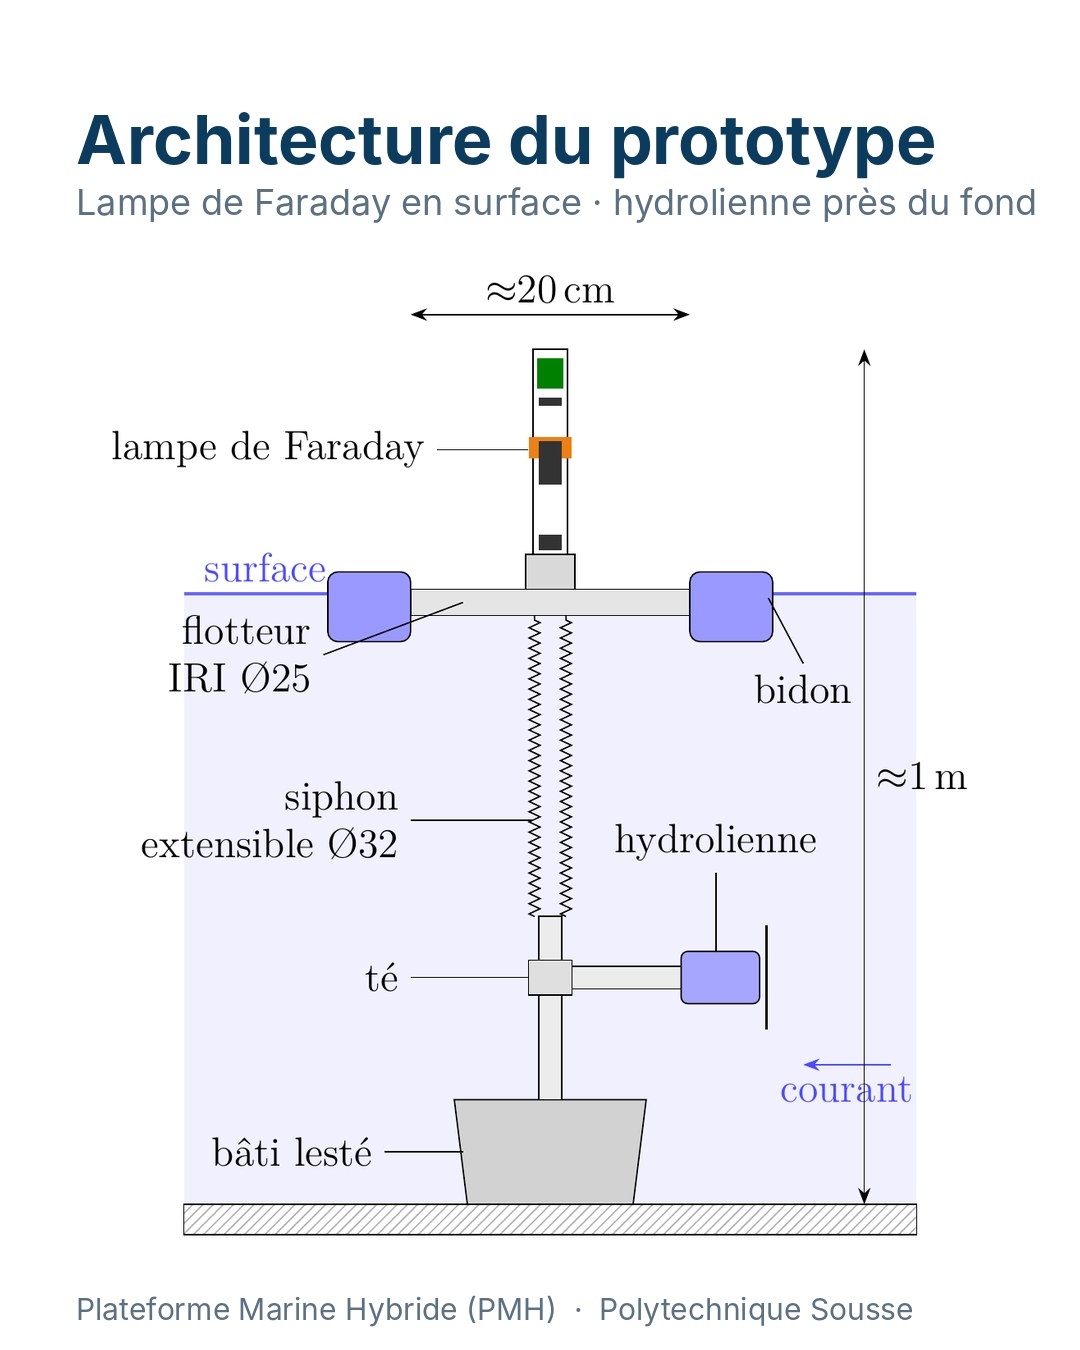 Architecture du prototype
Lampe de Faraday en surface · hydrolienne près du fond
≈20 cm
lampe de Faraday
surface
flotteur
IRI Ø25
bidon
≈1 m
siphon
extensible Ø32
hydrolienne
té
courant
bâti lesté
Plateforme Marine Hybride (PMH) · Polytechnique Sousse